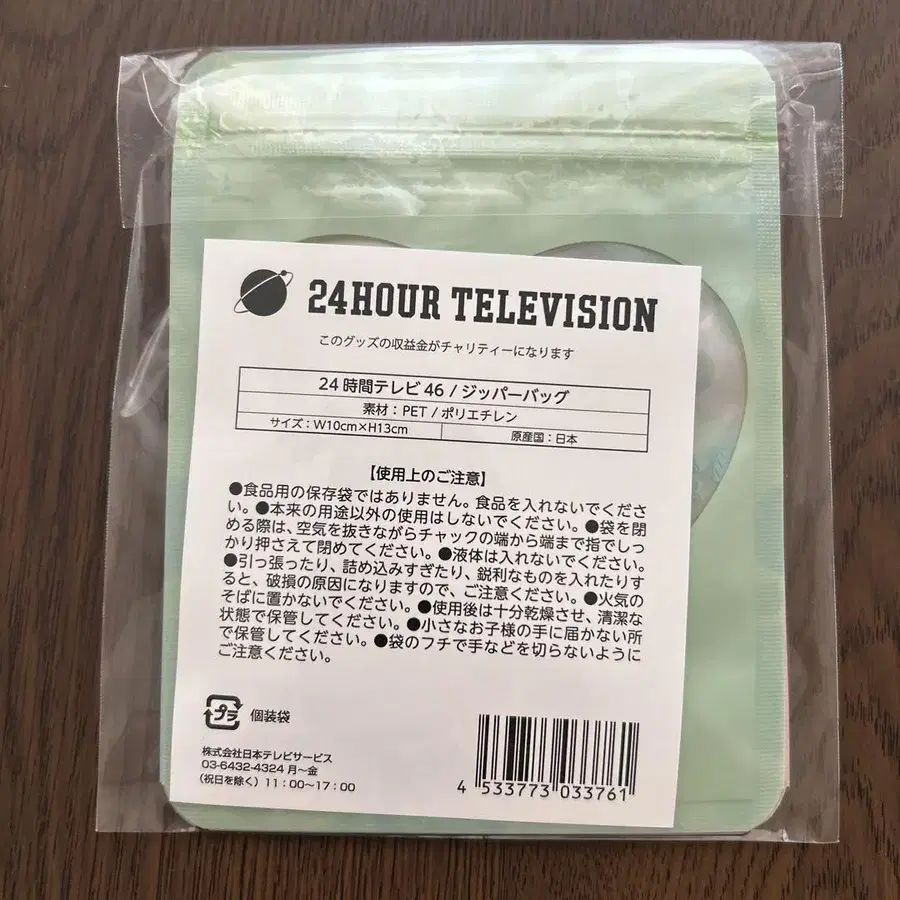 24HOUR TELEVISION
このグッズの収益金がチャリティーになります
24時間テレビ46 / ジッパーバッグ
素材：PET / ポリエチレン
サイズ：W10cm×H13cm
原産国：日本
【使用上のご注意】
●食品用の保存袋ではありません。食品を入れないでくださ
い。●本来の用途以外の使用はしないでください。●袋を閉
める際は、空気を抜きながらチャックの端から端まで指でしっ
かり押さえて閉めてください。●液体は入れないでください。
●引っ張ったり、詰め込みすぎたり、鋭利なものを入れたりす
ると、破損の原因になりますので、ご注意ください。●火気の
そばに置かないでください。●使用後は十分乾燥させ、清潔な
状態で保管してください。●小さなお子様の手に届かない所
で保管してください。●袋のフチで手などを切らないように
ご注意ください。
プラ 個装袋
株式会社日本テレビサービス
03-6432-4324 月〜金
（祝日を除く）11：00〜17：00
4 533773 033761